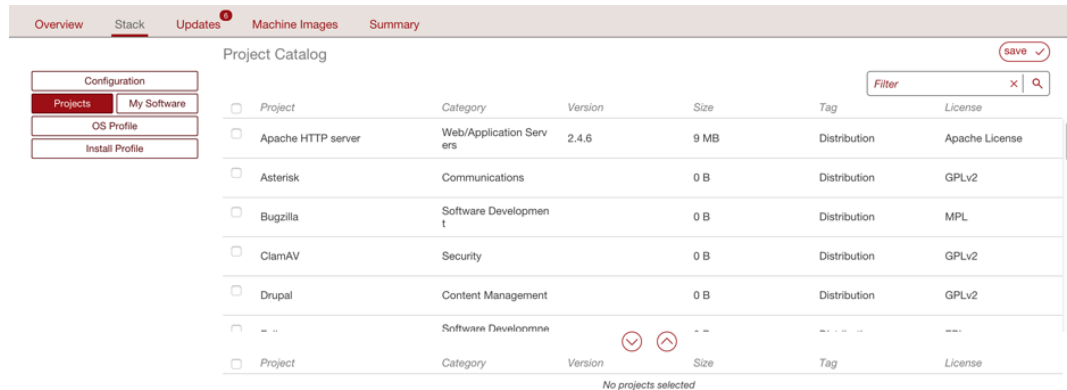 Overview Stack Updates 6 Machine Images Summary
Project Catalog save
Configuration
Filter
Projects My Software
Project Category Version Size Tag License
OS Profile
Apache HTTP server Web/Application Serv
ers 2.4.6 9 MB Distribution Apache License
Install Profile
Asterisk Communications 0 B Distribution GPLv2
Bugzilla Software Developmen
t 0 B Distribution MPL
ClamAV Security 0 B Distribution GPLv2
Drupal Content Management 0 B Distribution GPLv2
Software Developmne
Project Category Version Size Tag License
No projects selected